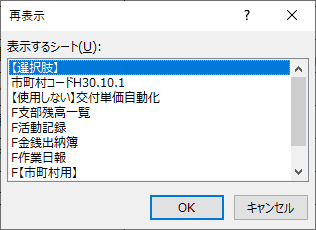 再表示
?
×
表示するシート(U):
【選択肢】
市町村コードH30.10.1
【使用しない】交付単価自動化
F支部残高一覧
F活動記録
F金銭出納簿
F作業日報
F【市町村用】
OK
キャンセル